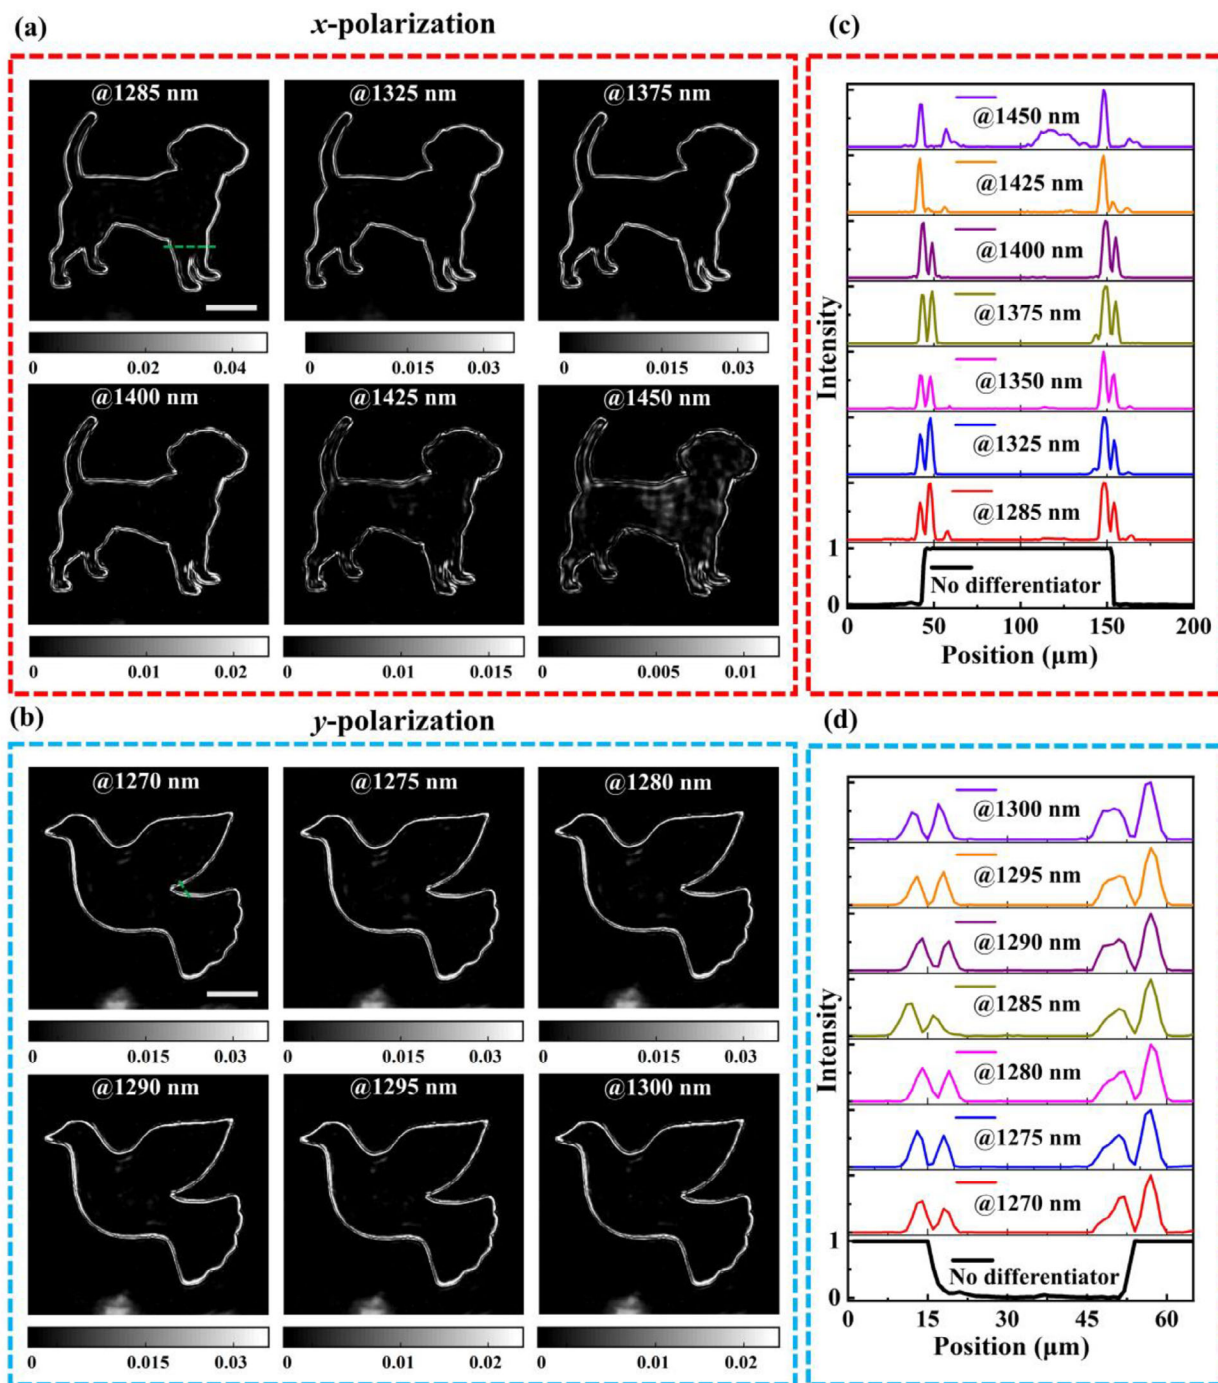 (a)
x-polarization
@1285 nm
@1325 nm
@1375 nm
0 0.02 0.04
0 0.015 0.03
0 0.015 0.03
@1400 nm
@1425 nm
@1450 nm
0 0.01 0.02
0 0.01 0.015
0 0.005 0.01
(c)
@1450 nm
@1425 nm
@1400 nm
@1375 nm
@1350 nm
@1325 nm
@1285 nm
Intensity
1
No differentiator
0
0 50 100 150 200
Position (µm)
(b)
y-polarization
@1270 nm
@1275 nm
@1280 nm
0 0.015 0.03
0 0.015 0.03
0 0.015 0.03
@1290 nm
@1295 nm
@1300 nm
0 0.015 0.03
0 0.01 0.02
0 0.01 0.02
(d)
@1300 nm
@1295 nm
@1290 nm
@1285 nm
@1280 nm
@1275 nm
@1270 nm
Intensity
1
No differentiator
0
0 15 30 45 60
Position (µm)